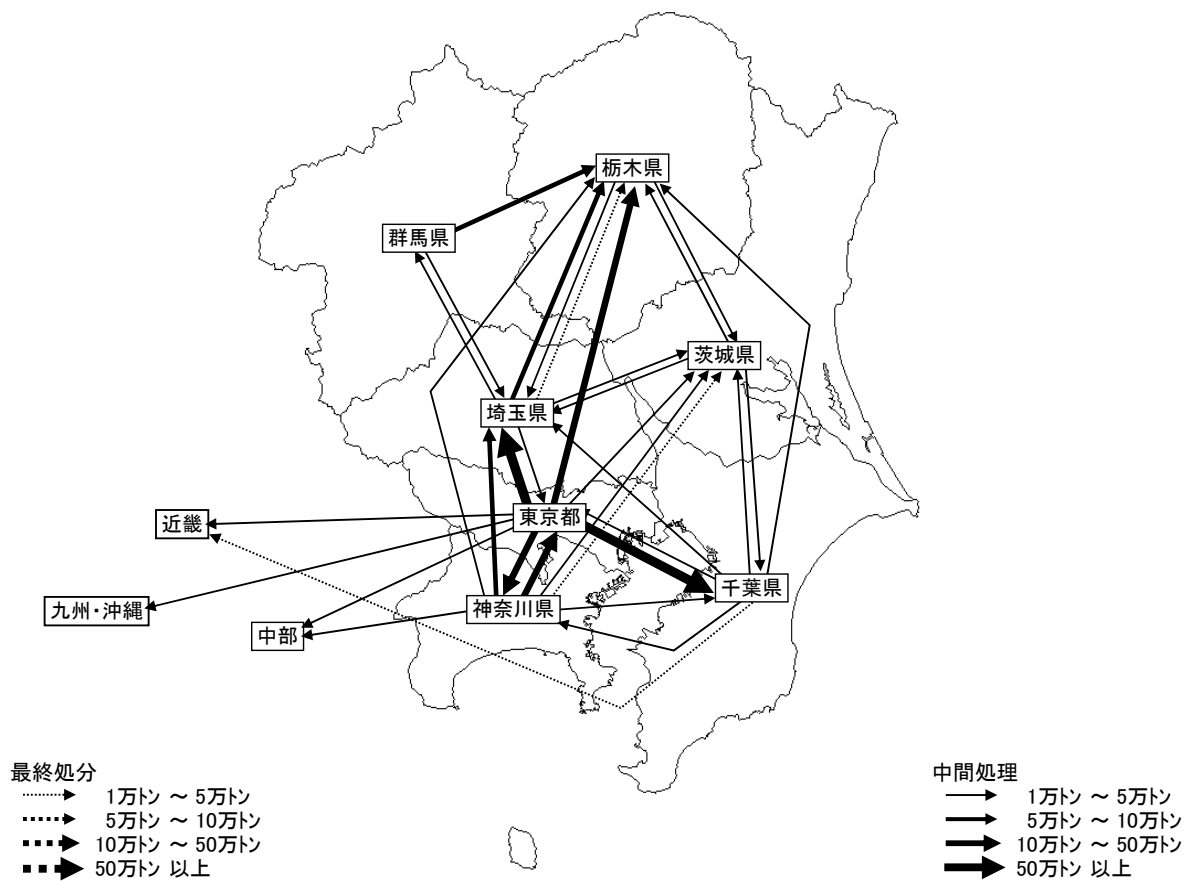 栃木県
群馬県
茨城県
埼玉県
東京都
近畿
千葉県
九州・沖縄
神奈川県
中部
最終処分
1万トン ～ 5万トン
5万トン ～ 10万トン
10万トン ～ 50万トン
50万トン 以上
中間処理
1万トン ～ 5万トン
5万トン ～ 10万トン
10万トン ～ 50万トン
50万トン 以上